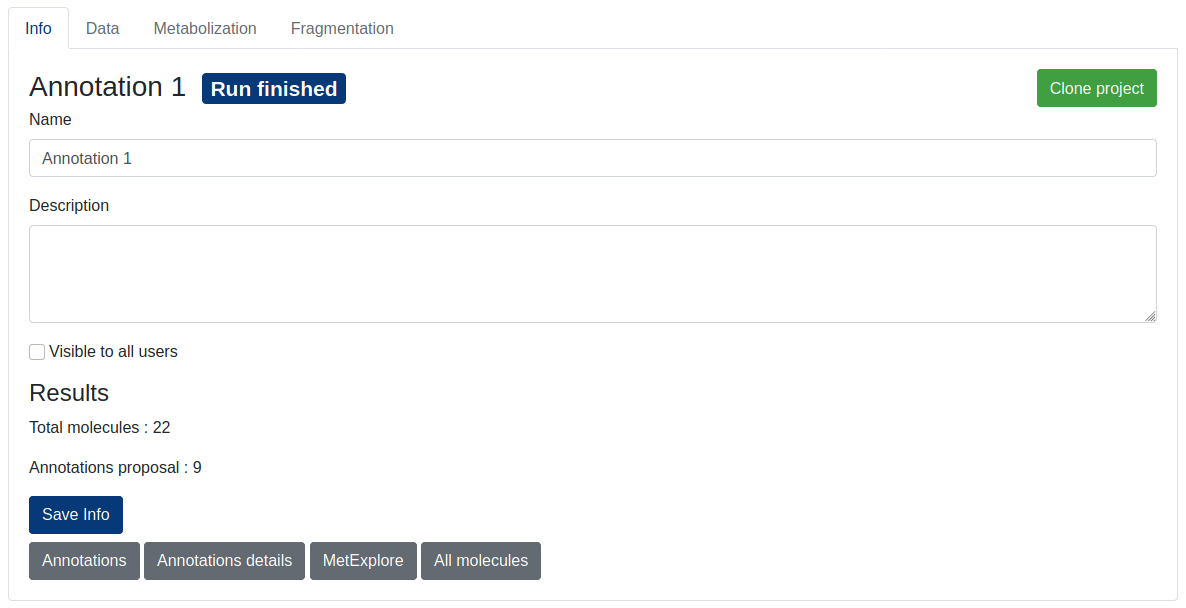 Info Data Metabolization Fragmentation
Annotation 1 Run finished Clone project
Name
Annotation 1
Description
Visible to all users
Results
Total molecules : 22
Annotations proposal : 9
Save Info
Annotations Annotations details MetExplore All molecules